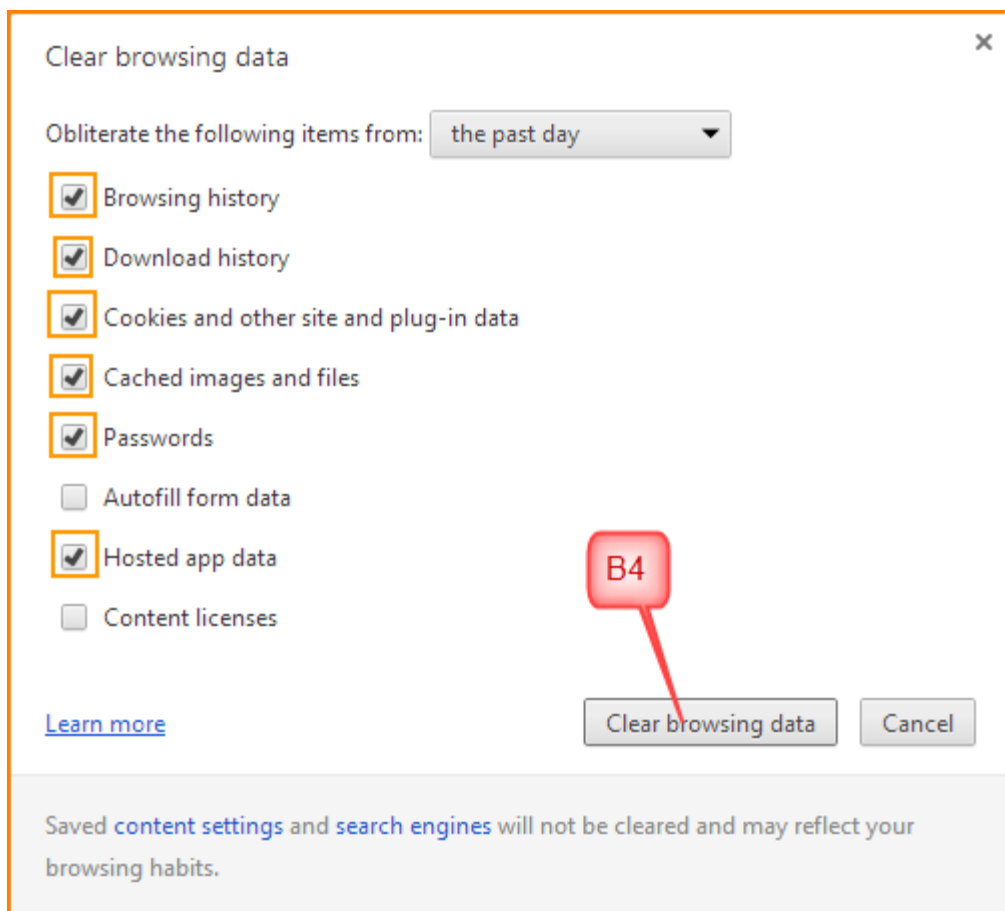 Clear browsing data
Obliterate the following items from: the past day
Browsing history
Download history
Cookies and other site and plug-in data
Cached images and files
Passwords
Autofill form data
Hosted app data
B4
Content licenses
Learn more Clear browsing data Cancel
Saved content settings and search engines will not be cleared and may reflect your
browsing habits.